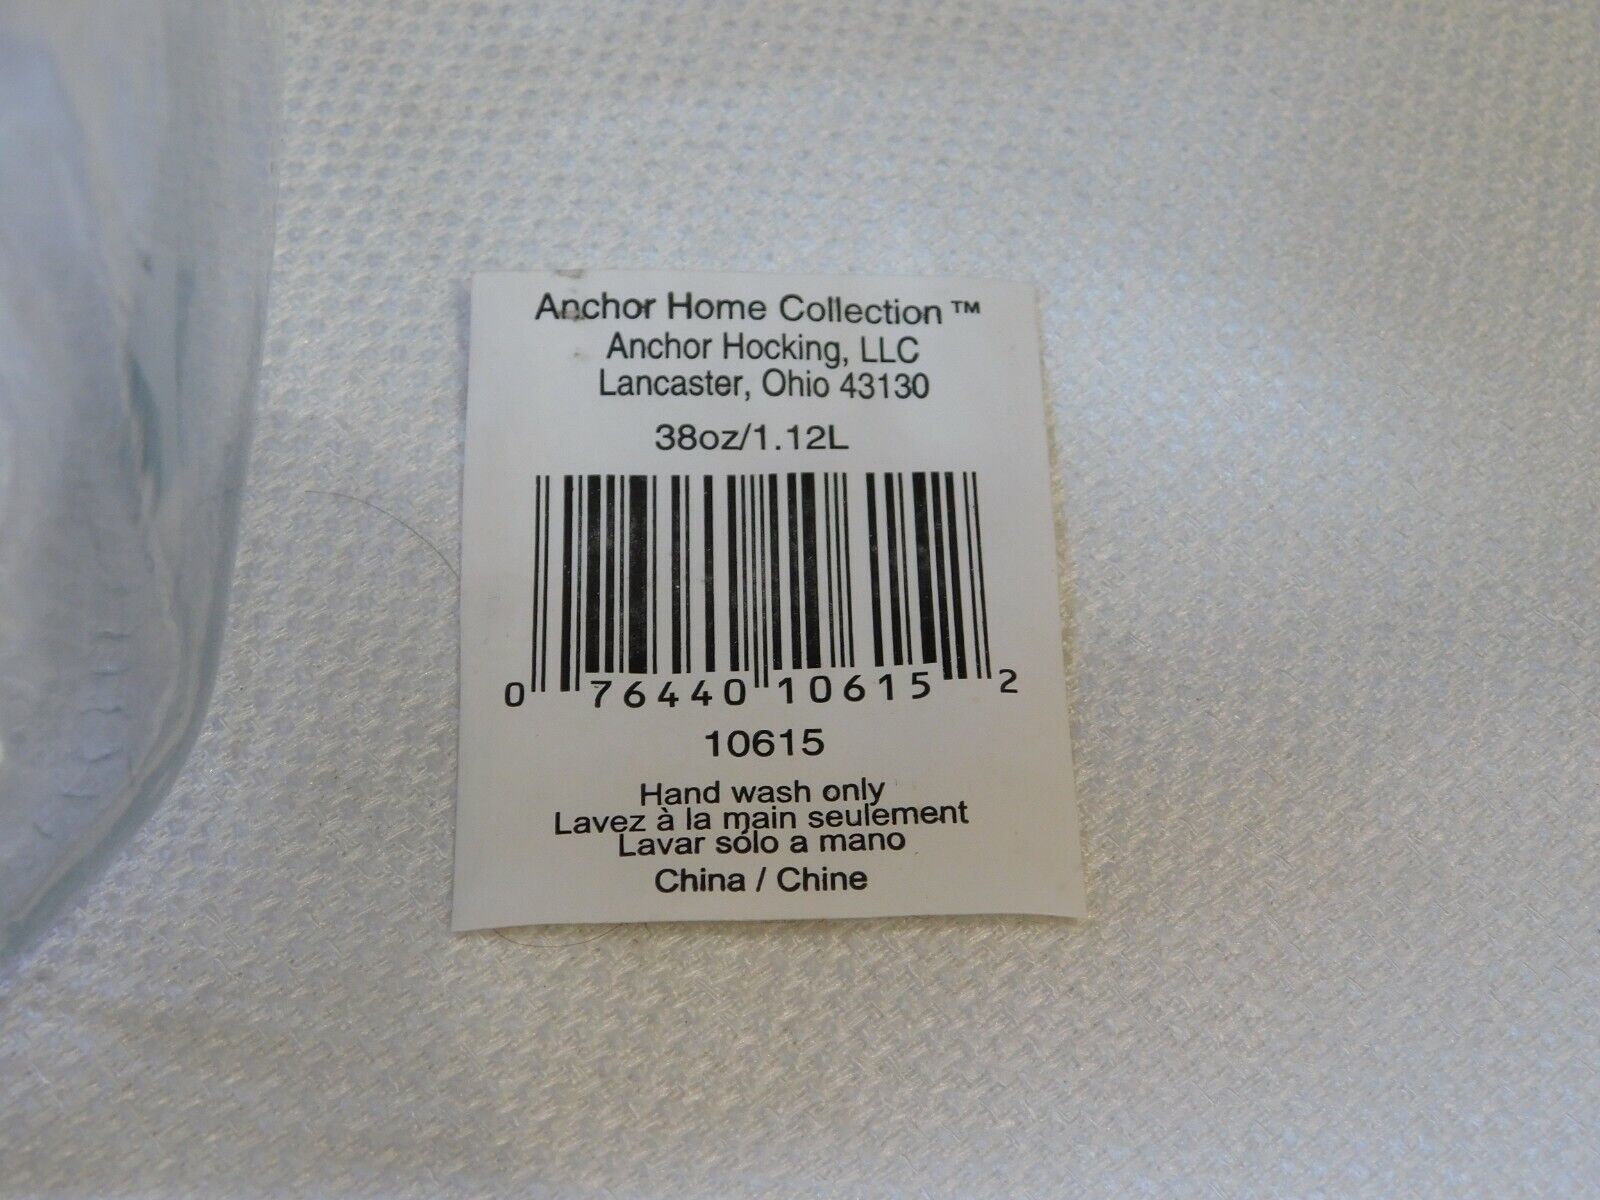 Anchor Home Collection ™
Anchor Hocking, LLC
Lancaster, Ohio 43130
38oz/1.12L
0 76440 10615 2
10615
Hand wash only
Lavez à la main seulement
Lavar sólo a mano
China / Chine